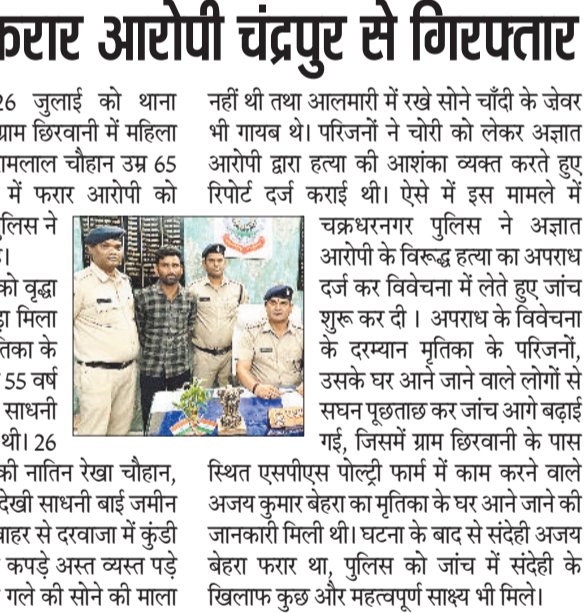 फरार आरोपी चंद्रपुर से गिरफ्तार
26 जुलाई को थाना
ग्राम छिरवानी में महिला
रामलाल चौहान उम्र 65
में फरार आरोपी को
पुलिस ने
को वृद्धा
मिला
के
55 वर्ष
साधनी
थी। 26
की नातिन रेखा चौहान,
देखी साधनी बाई जमीन
बाहर से दरवाजा में कुंडी
कपड़े अस्त व्यस्त पड़े
गले की सोने की माला
नहीं थी तथा आलमारी में रखे सोने चाँदी के जेवर
भी गायब थे। परिजनों ने चोरी को लेकर अज्ञात
आरोपी द्वारा हत्या की आशंका व्यक्त करते हुए
रिपोर्ट दर्ज कराई थी। ऐसे में इस मामले में
चक्रधरनगर पुलिस ने अज्ञात
आरोपी के विरूद्ध हत्या का अपराध
दर्ज कर विवेचना में लेते हुए जांच
शुरू कर दी । अपराध के विवेचना
के दरम्यान मृतिका के परिजनों,
उसके घर आने जाने वाले लोगों से
सघन पूछताछ कर जांच आगे बढ़ाई
गई, जिसमें ग्राम छिरवानी के पास
स्थित एसपीएस पोल्ट्री फार्म में काम करने वाले
अजय कुमार बेहरा का मृतिका के घर आने जाने की
जानकारी मिली थी। घटना के बाद से संदेही अजय
बेहरा फरार था, पुलिस को जांच में संदेही के
खिलाफ कुछ और महत्वपूर्ण साक्ष्य भी मिले।